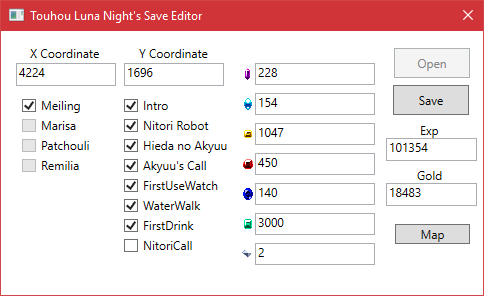 Touhou Luna Night's Save Editor
X Coordinate
4224
Y Coordinate
1696
Meiling
Marisa
Patchouli
Remilia
Intro
Nitori Robot
Hieda no Akyuu
Akyuu's Call
FirstUseWatch
WaterWalk
FirstDrink
NitoriCall
228
154
1047
450
140
3000
2
Open
Save
Exp
101354
Gold
18483
Map